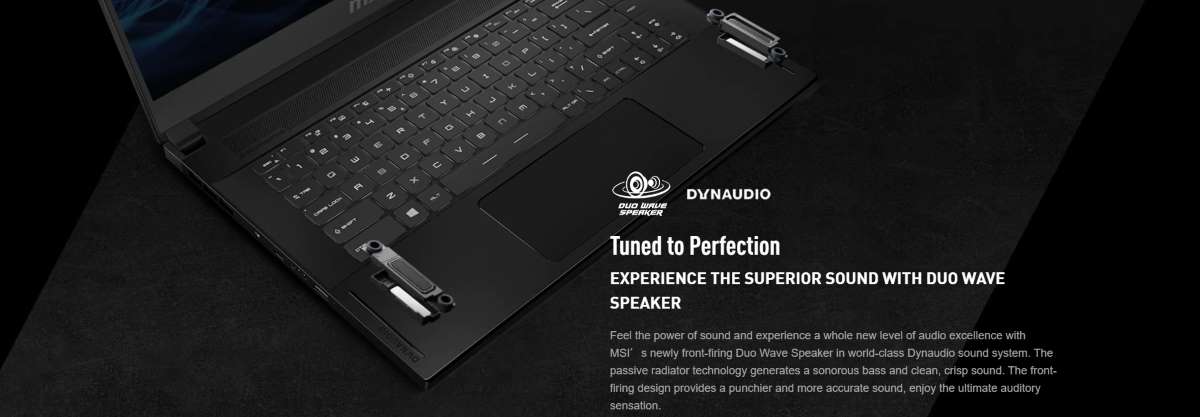 DUO WAVE
SPEAKER
DYNAUDIO
Tuned to Perfection
EXPERIENCE THE SUPERIOR SOUND WITH DUO WAVE
SPEAKER
Feel the power of sound and experience a whole new level of audio excellence with
MSI´ s newly front-firing Duo Wave Speaker in world-class Dynaudio sound system. The
passive radiator technology generates a sonorous bass and clean, crisp sound. The front-
firing design provides a punchier and more accurate sound, enjoy the ultimate auditory
sensation.